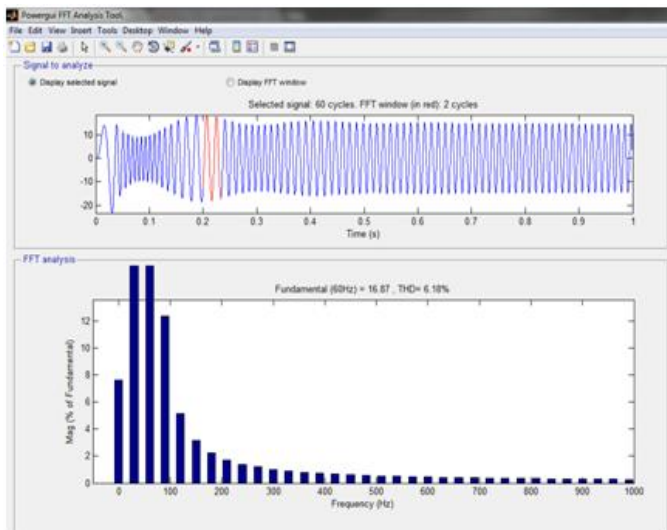 Powergui FFT Analysis Tool.
File Edit View Insert Tools Desktop Window Help
Signal to analyze
Display selected signal
Display FFT window
Selected signal: 60 cycles. FFT window (in red): 2 cycles
10
0
-10
-20
0 0.1 0.2 0.3 0.4 0.5 0.6 0.7 0.8 0.9 1
Time (s)
FFT analysis
Fundamental (60Hz) = 16.87 , THD= 6.18%
Mag (% of Fundamental)
12
10
8
6
4
2
0
0 100 200 300 400 500 600 700 800 900 1000
Frequency (Hz)